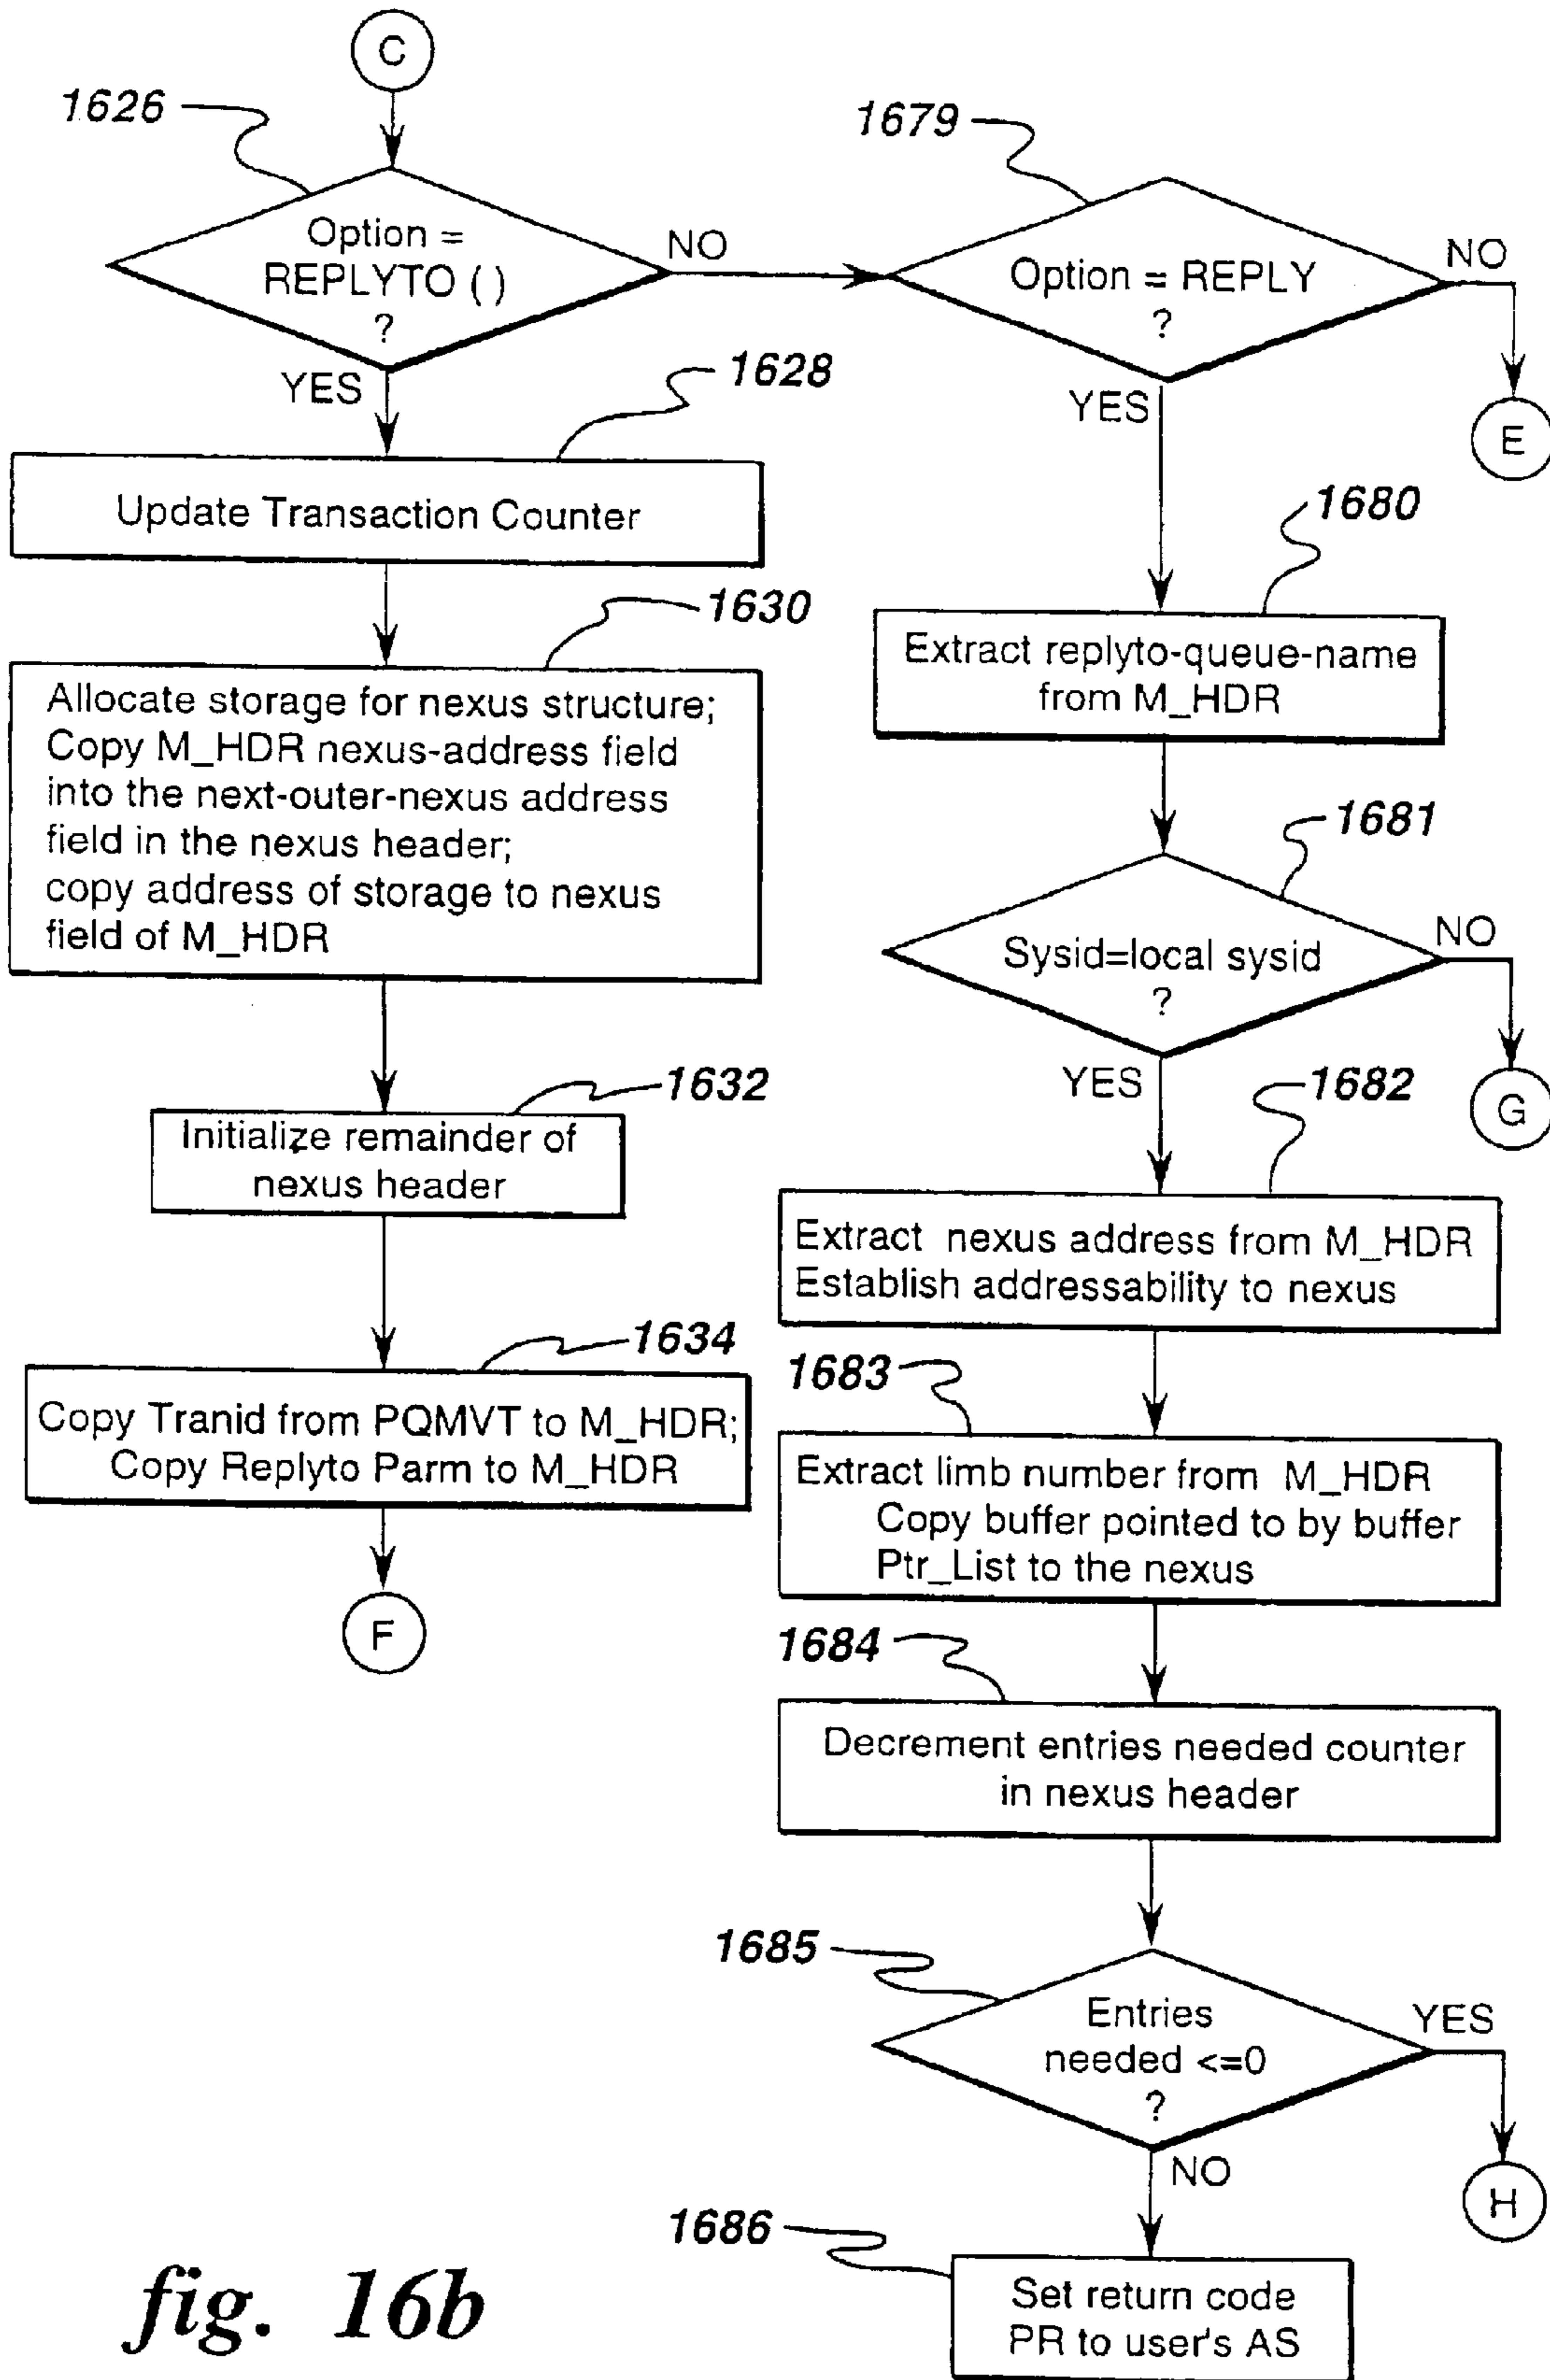 C
1626
Option =
REPLYTO ( )
?
NO
YES
1628
Update Transaction Counter
1630
Allocate storage for nexus structure;
Copy M_HDR nexus-address field
into the next-outer-nexus address
field in the nexus header;
copy address of storage to nexus
field of M_HDR
1632
Initialize remainder of
nexus header
1634
Copy Tranid from PQMVT to M_HDR;
Copy Replyto Parm to M_HDR
F
1679
Option = REPLY
?
NO
E
YES
1680
Extract replyto-queue-name
from M_HDR
1681
Sysid=local sysid
?
NO
G
YES
1682
Extract nexus address from M_HDR
Establish addressability to nexus
1683
Extract limb number from M_HDR
Copy buffer pointed to by buffer
Ptr_List to the nexus
1684
Decrement entries needed counter
in nexus header
1685
Entries
needed <=0
?
YES
H
NO
1686
Set return code
PR to user's AS
fig. 16b